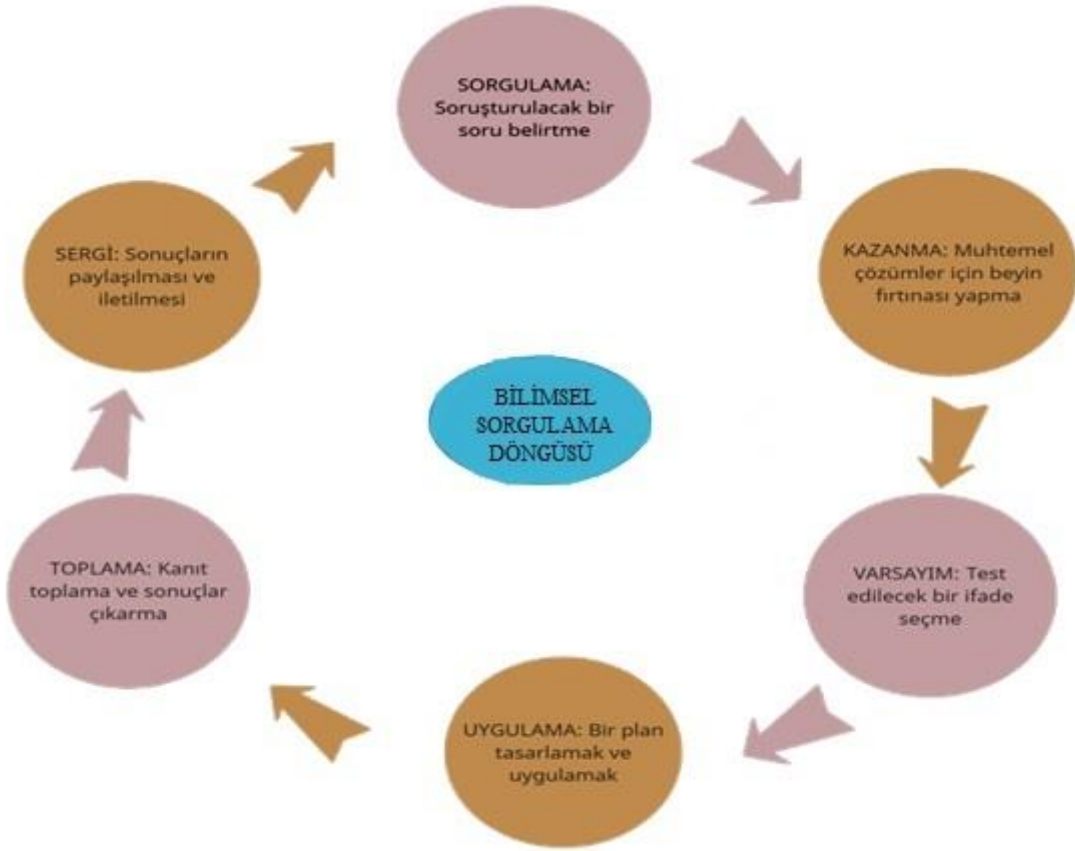 SORGULAMA:
Soruşturulacak bir
soru belirtme
KAZANMA: Muhtemel
çözümler için beyin
fırtınası yapma
VARSAYIM: Test
edilecek bir ifade
seçme
UYGULAMA: Bir plan
tasarlamak ve
uygulamak
TOPLAMA: Kanıt
toplama ve sonuçlar
çıkarma
SERGİ: Sonuçların
paylaşılması ve
iletilmesi
BİLİMSEL
SORGULAMA
DÖNGÜSÜ